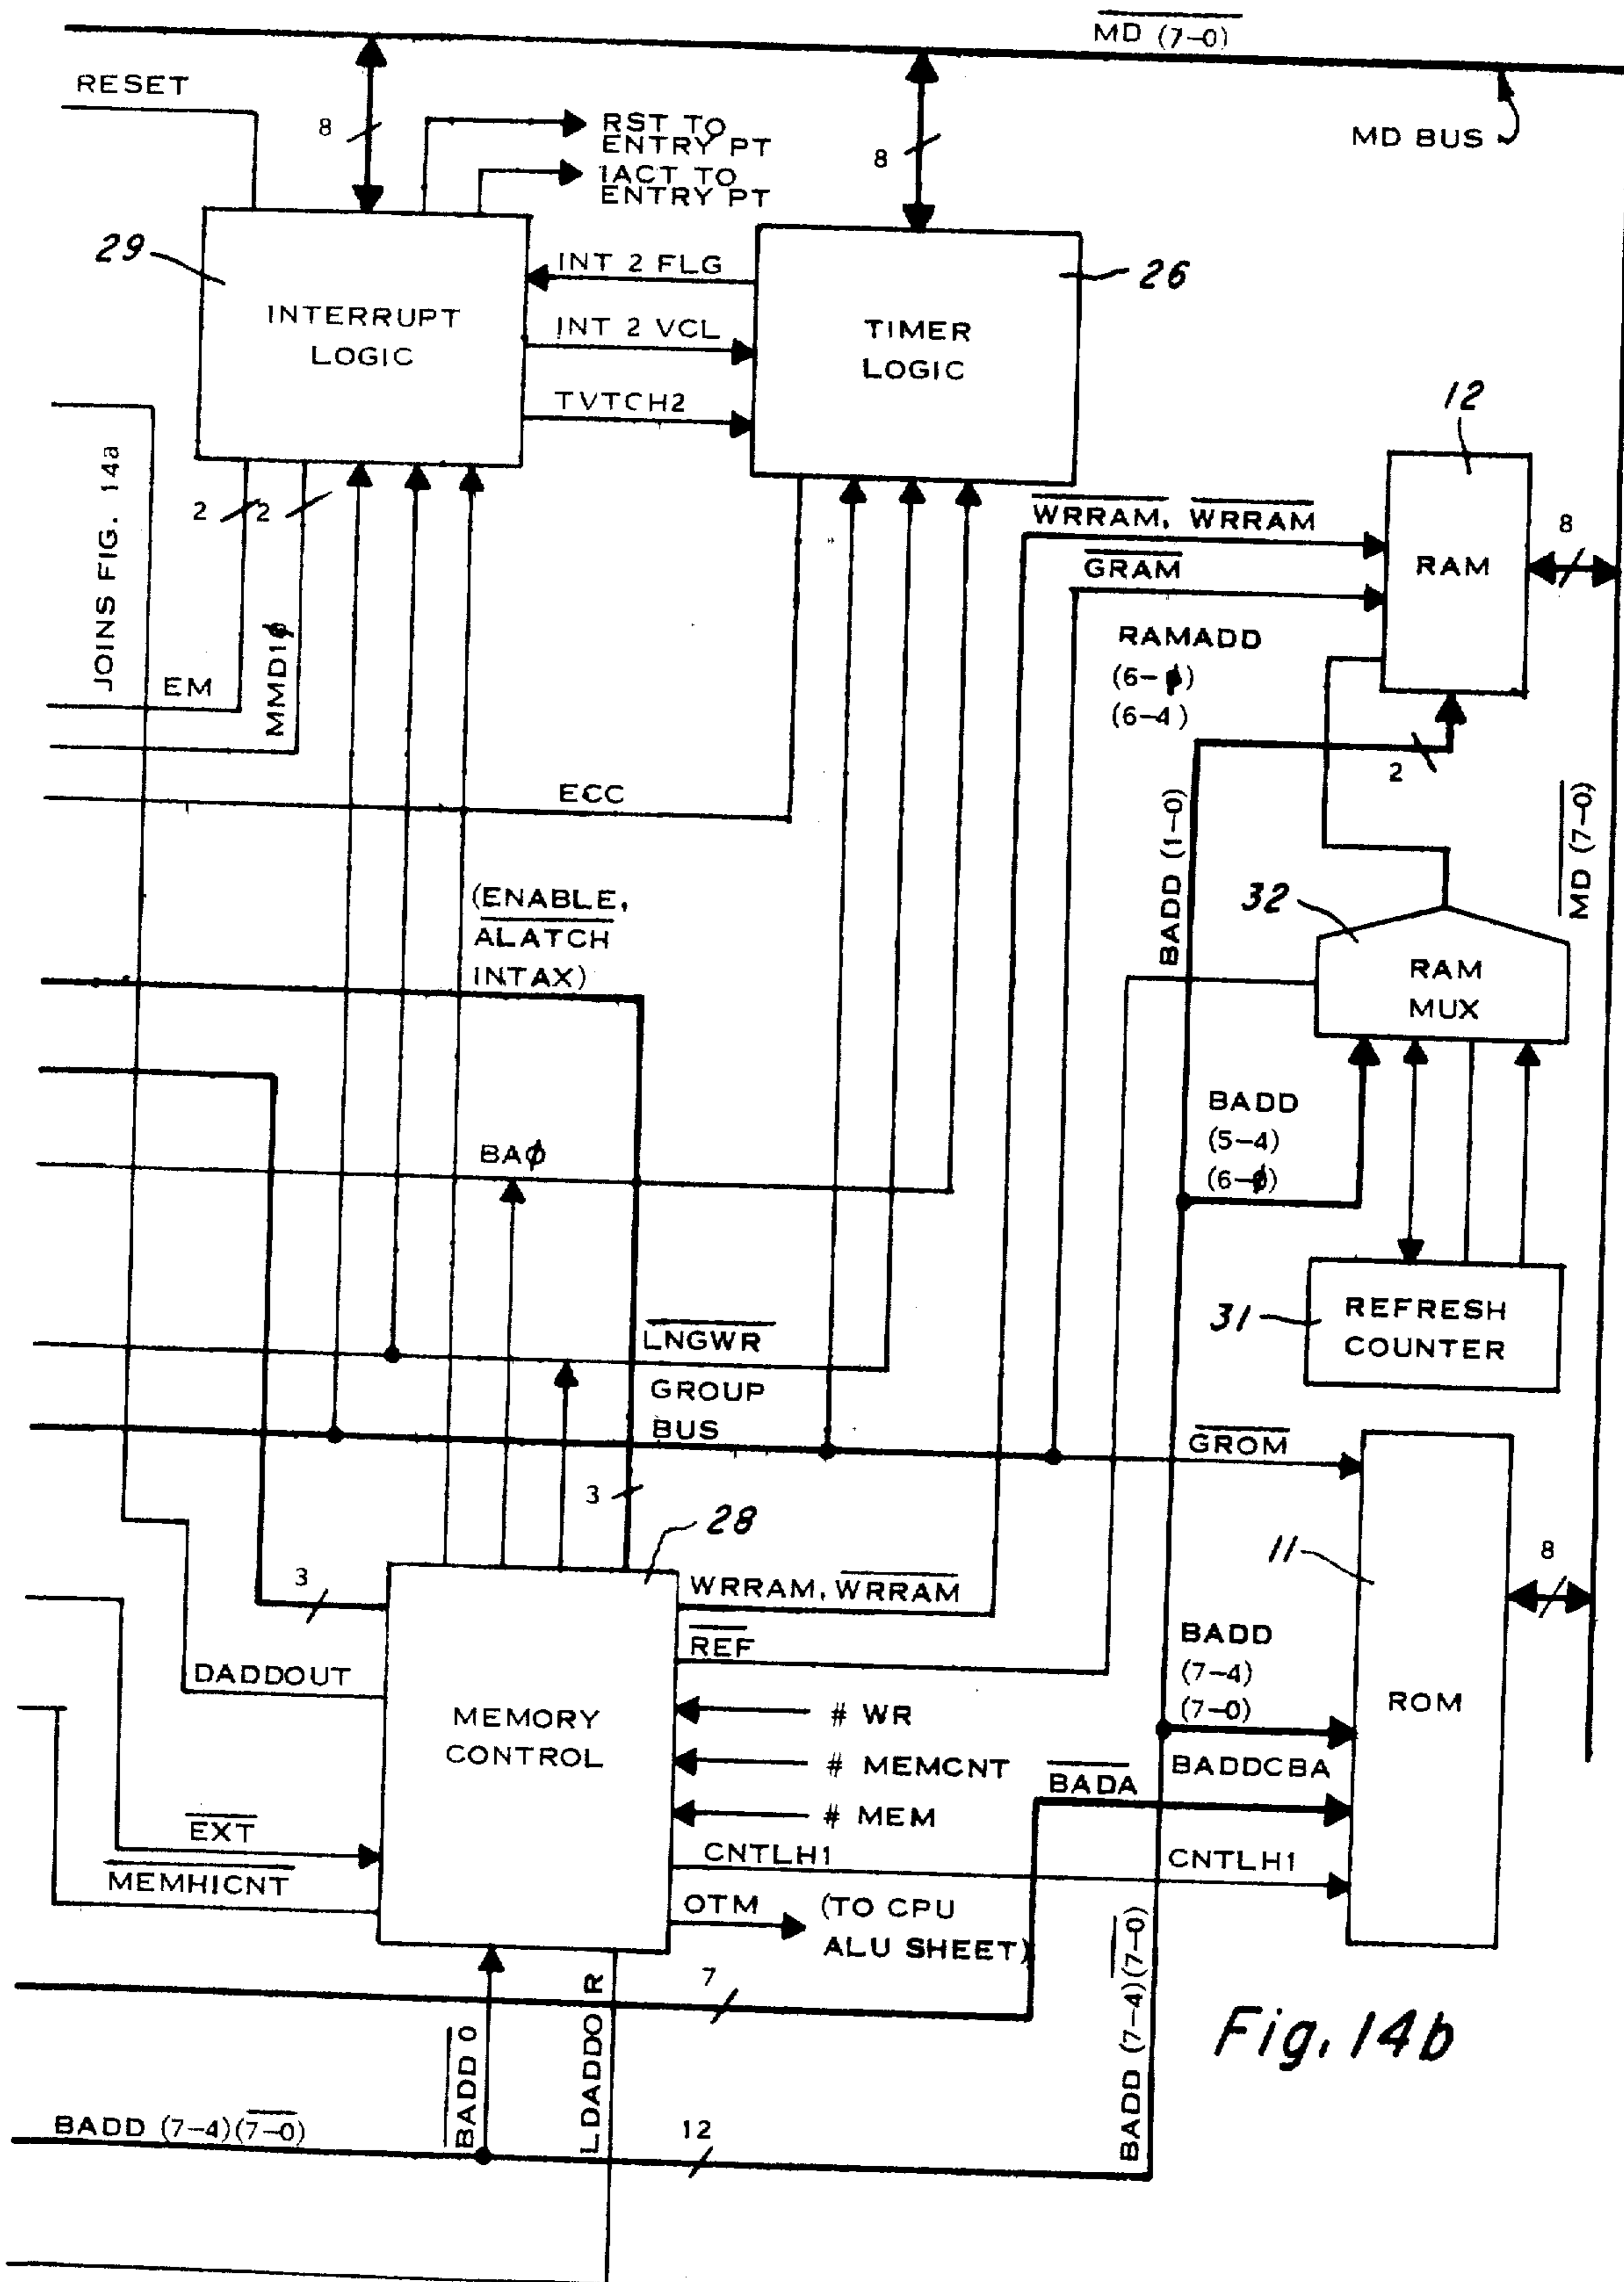 MD (7-0)
RESET
MD BUS
8
RST TO
ENTRY PT
1ACT TO
ENTRY PT
8
29
INTERRUPT
LOGIC
INT 2 FLG
INT 2 VCL
TVTCH2
26
TIMER
LOGIC
12
RAM
8
JOINS FIG. 14a
2
2
WRRAM, WRRAM
GRAM
RAMADD
(6-ϕ)
(6-4)
EM
MMD1ϕ
2
ECC
BADD (1-0)
MD (7-0)
(ENABLE,
ALATCH
INTAX)
32
RAM
MUX
BADD
(5-4)
(6-ϕ)
BAϕ
31
REFRESH
COUNTER
LNGWR
GROUP
BUS
GROM
3
28
11
8
3
WRRAM, WRRAM
REF
DADDOUT
MEMORY
CONTROL
# WR
# MEMCNT
# MEM
BADD
(7-4)
(7-0)
ROM
BADDCBA
BADA
EXT
MEMHICNT
CNTLH1
CNTLH1
OTM
(TO CPU
ALU SHEET)
7
BADD 0
LDADDOR
BADD (7-4)(7-0)
BADD (7-4)(7-0)
12
Fig. 14b